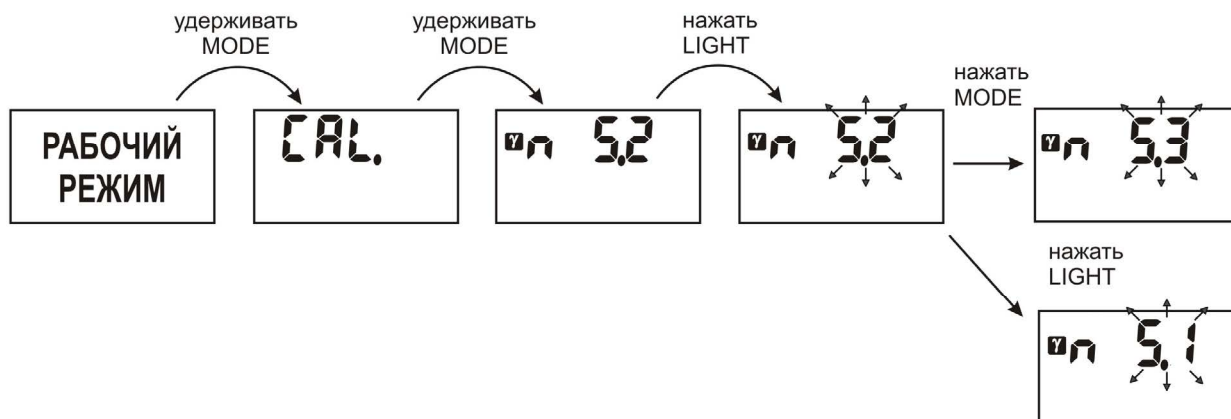 удерживать
MODE
удерживать
MODE
нажать
LIGHT
нажать
MODE
РАБОЧИЙ
РЕЖИМ
CAL.
γ n 5.2
γ n 5.2
γ n 5.3
нажать
LIGHT
γ n 5.1